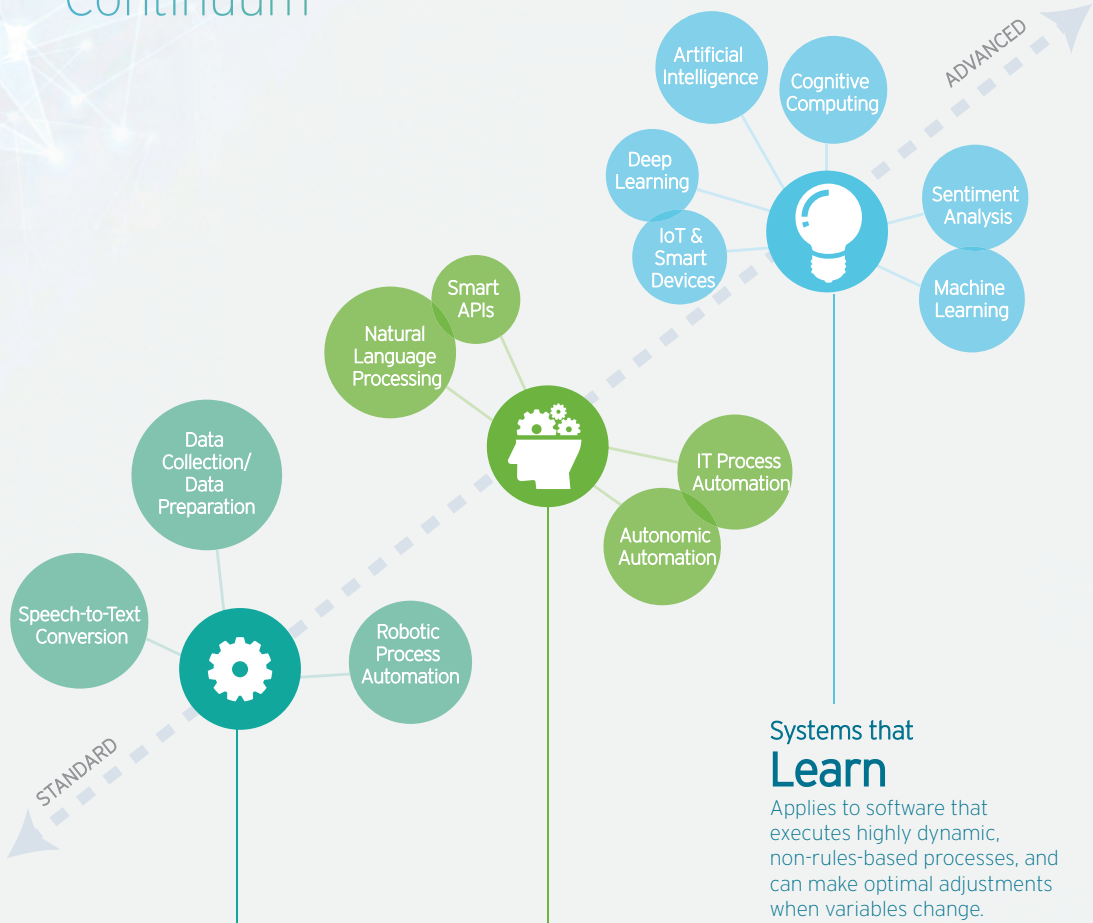 Continuum
ADVANCED
Artificial
Intelligence
Cognitive
Computing
Deep
Learning
Sentiment
Analysis
IoT &
Smart
Devices
Machine
Learning
Smart
APIs
Natural
Language
Processing
IT Process
Automation
Autonomic
Automation
Data
Collection/
Data
Preparation
Speech-to-Text
Conversion
Robotic
Process
Automation
STANDARD
Systems that
Learn
Applies to software that
executes highly dynamic,
non-rules-based processes, and
can make optimal adjustments
when variables change.